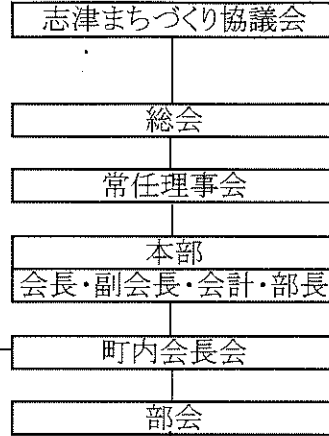 志津まちづくり協議会
総会
常任理事会
本部
会長・副会長・会計・部長
町内会長会
部会